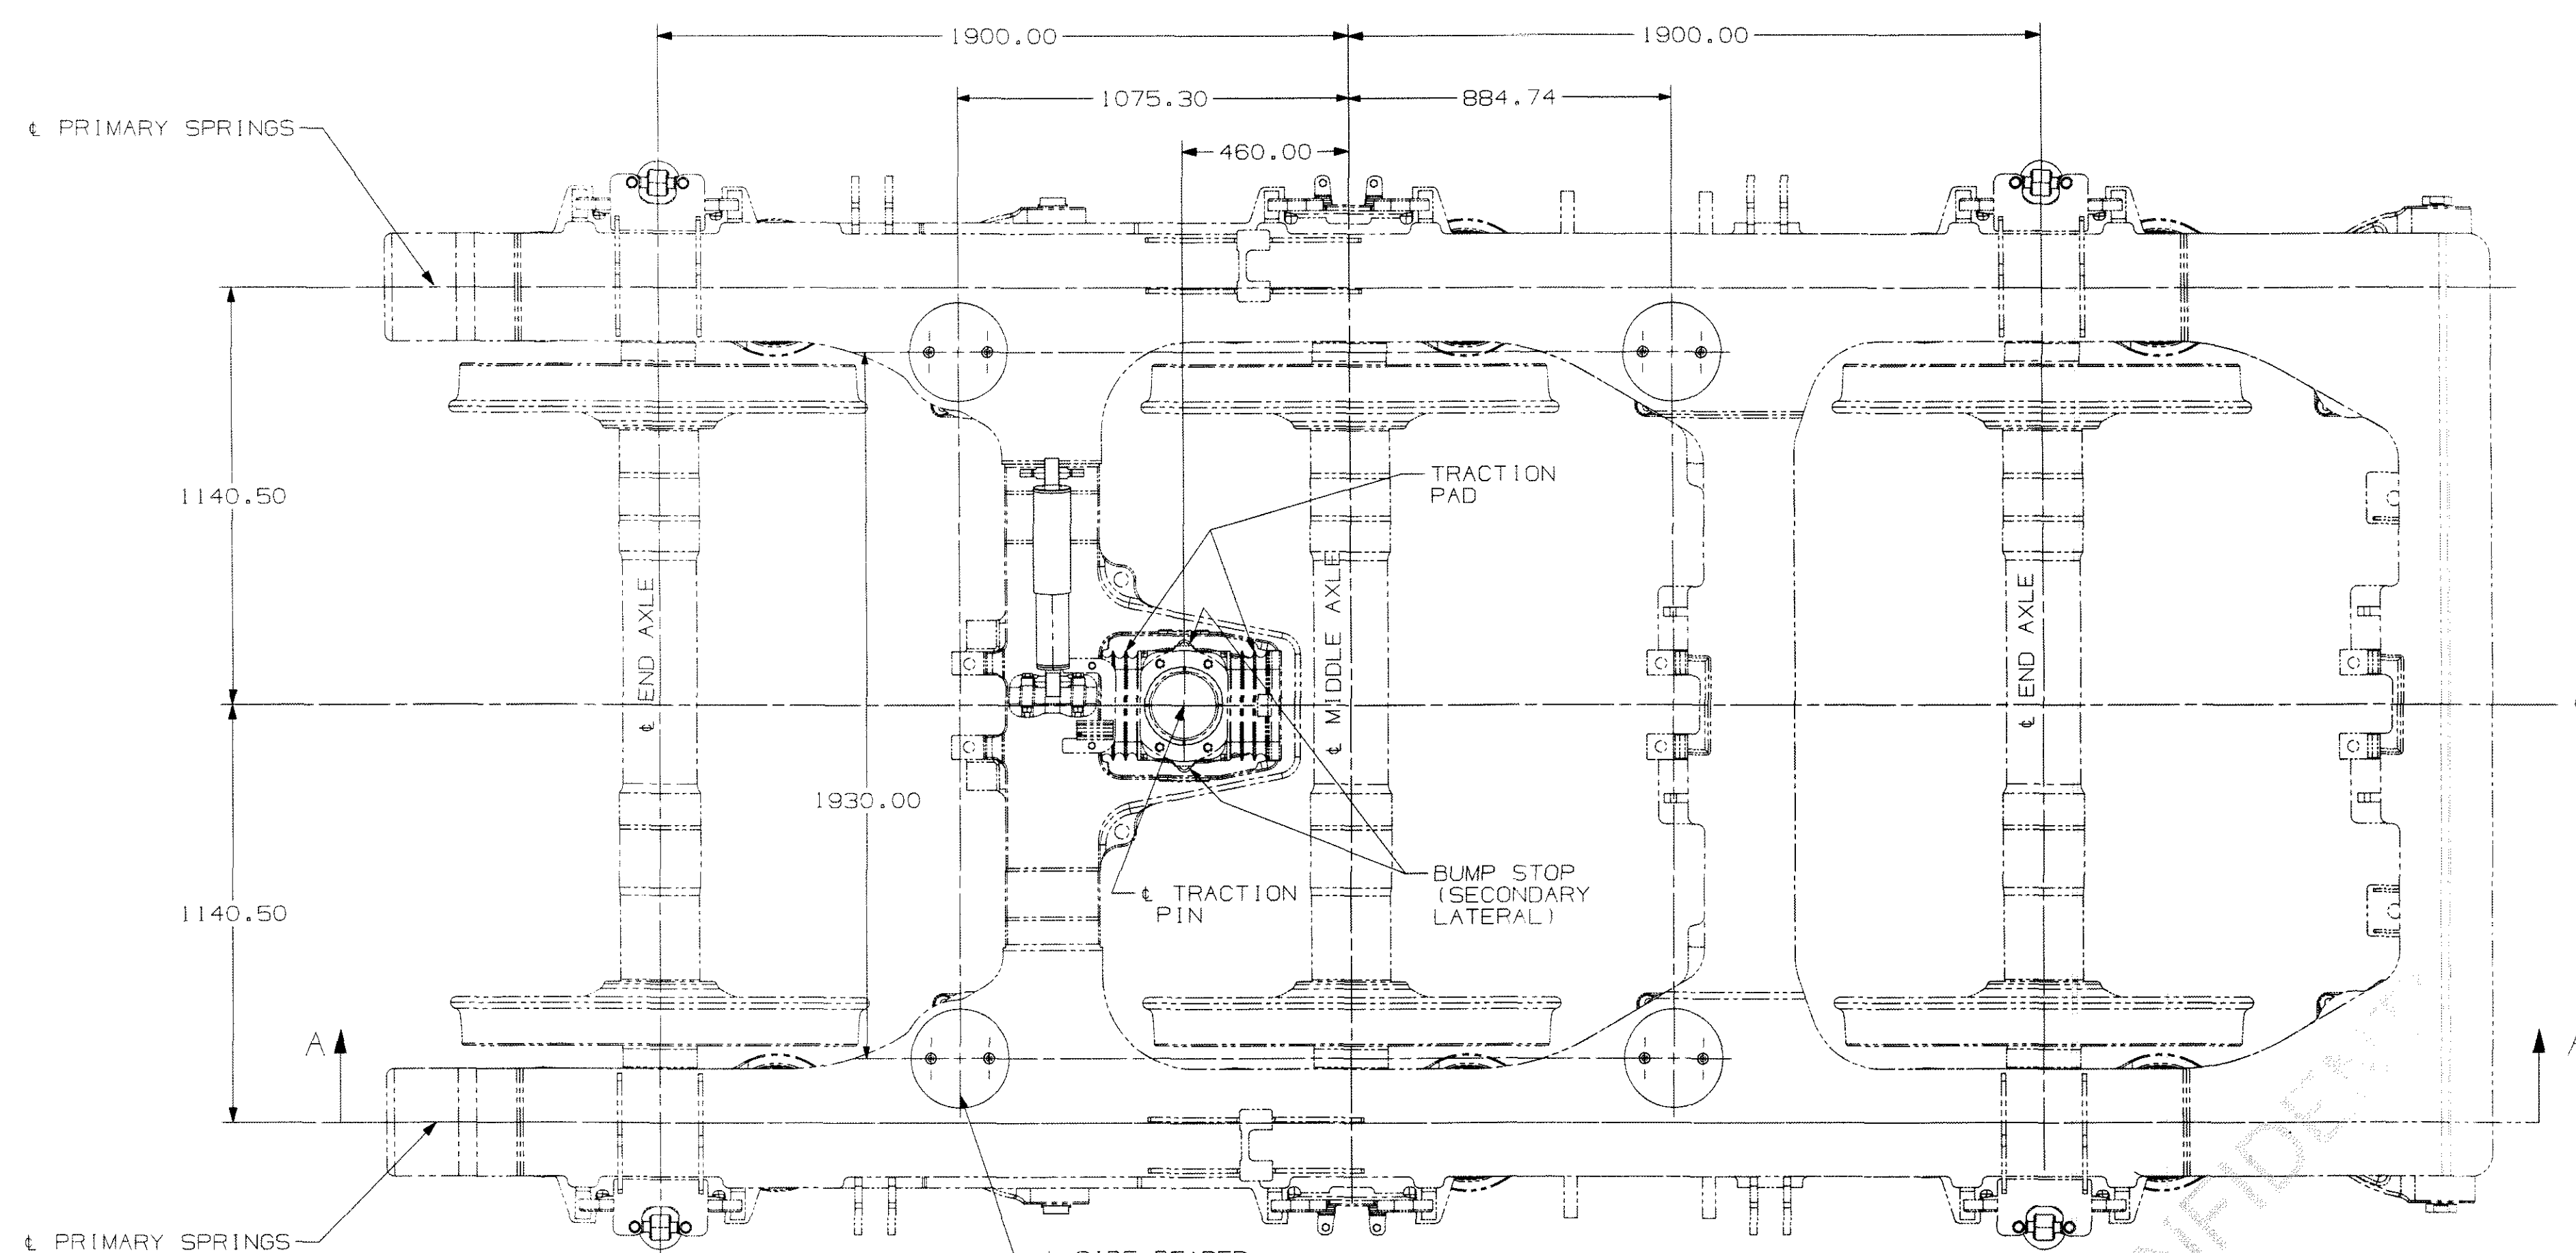 1900.00
1900.00
1075.30
884.74
℄ PRIMARY SPRINGS
460.00
TRACTION
PAD
1140.50
℄ END AXLE
℄ MIDDLE AXLE
℄ END AXLE
1930.00
BUMP STOP
(SECONDARY
LATERAL)
℄ TRACTION
PIN
1140.50
A
A
℄ PRIMARY SPRINGS